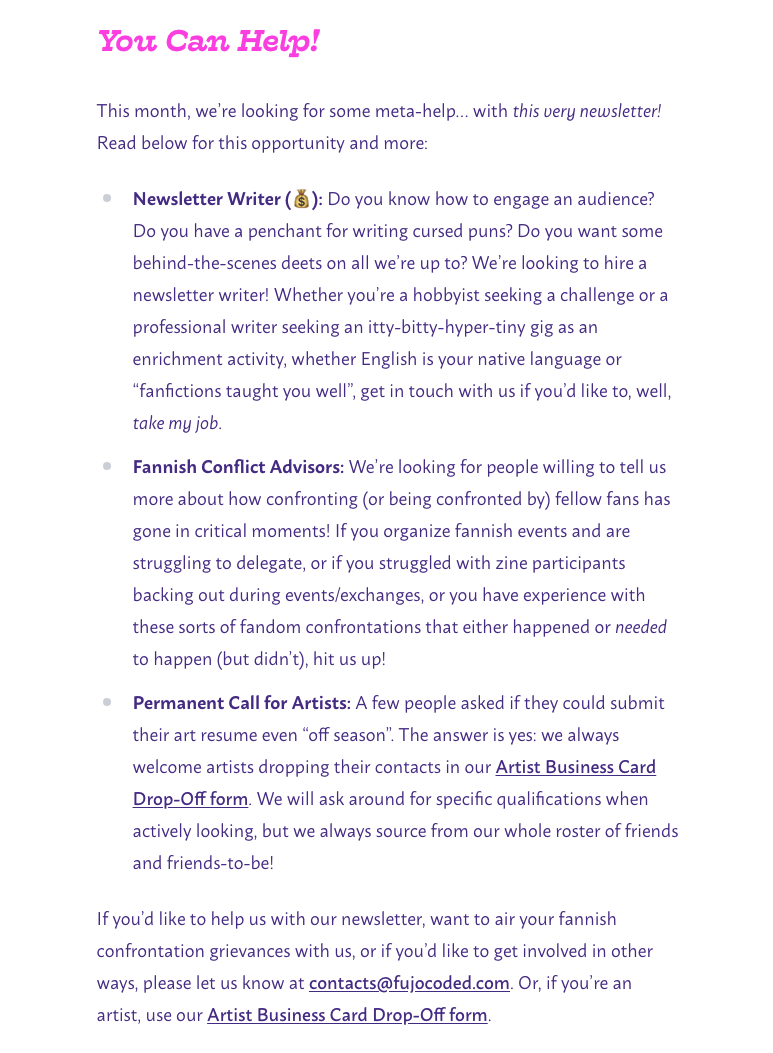 You Can Help!
This month, we’re looking for some meta-help… with this very newsletter!
Read below for this opportunity and more:
• Newsletter Writer (💰): Do you know how to engage an audience?
Do you have a penchant for writing cursed puns? Do you want some
behind-the-scenes deets on all we’re up to? We’re looking to hire a
newsletter writer! Whether you’re a hobbyist seeking a challenge or a
professional writer seeking an itty-bitty-hyper-tiny gig as an
enrichment activity, whether English is your native language or
“fanfictions taught you well”, get in touch with us if you’d like to, well,
take my job.
• Fannish Conflict Advisors: We’re looking for people willing to tell us
more about how confronting (or being confronted by) fellow fans has
gone in critical moments! If you organize fannish events and are
struggling to delegate, or if you struggled with zine participants
backing out during events/exchanges, or you have experience with
these sorts of fandom confrontations that either happened or needed
to happen (but didn’t), hit us up!
• Permanent Call for Artists: A few people asked if they could submit
their art resume even “off season”. The answer is yes: we always
welcome artists dropping their contacts in our Artist Business Card
Drop-Off form. We will ask around for specific qualifications when
actively looking, but we always source from our whole roster of friends
and friends-to-be!
If you’d like to help us with our newsletter, want to air your fannish
confrontation grievances with us, or if you’d like to get involved in other
ways, please let us know at contacts@fujocoded.com. Or, if you’re an
artist, use our Artist Business Card Drop-Off form.